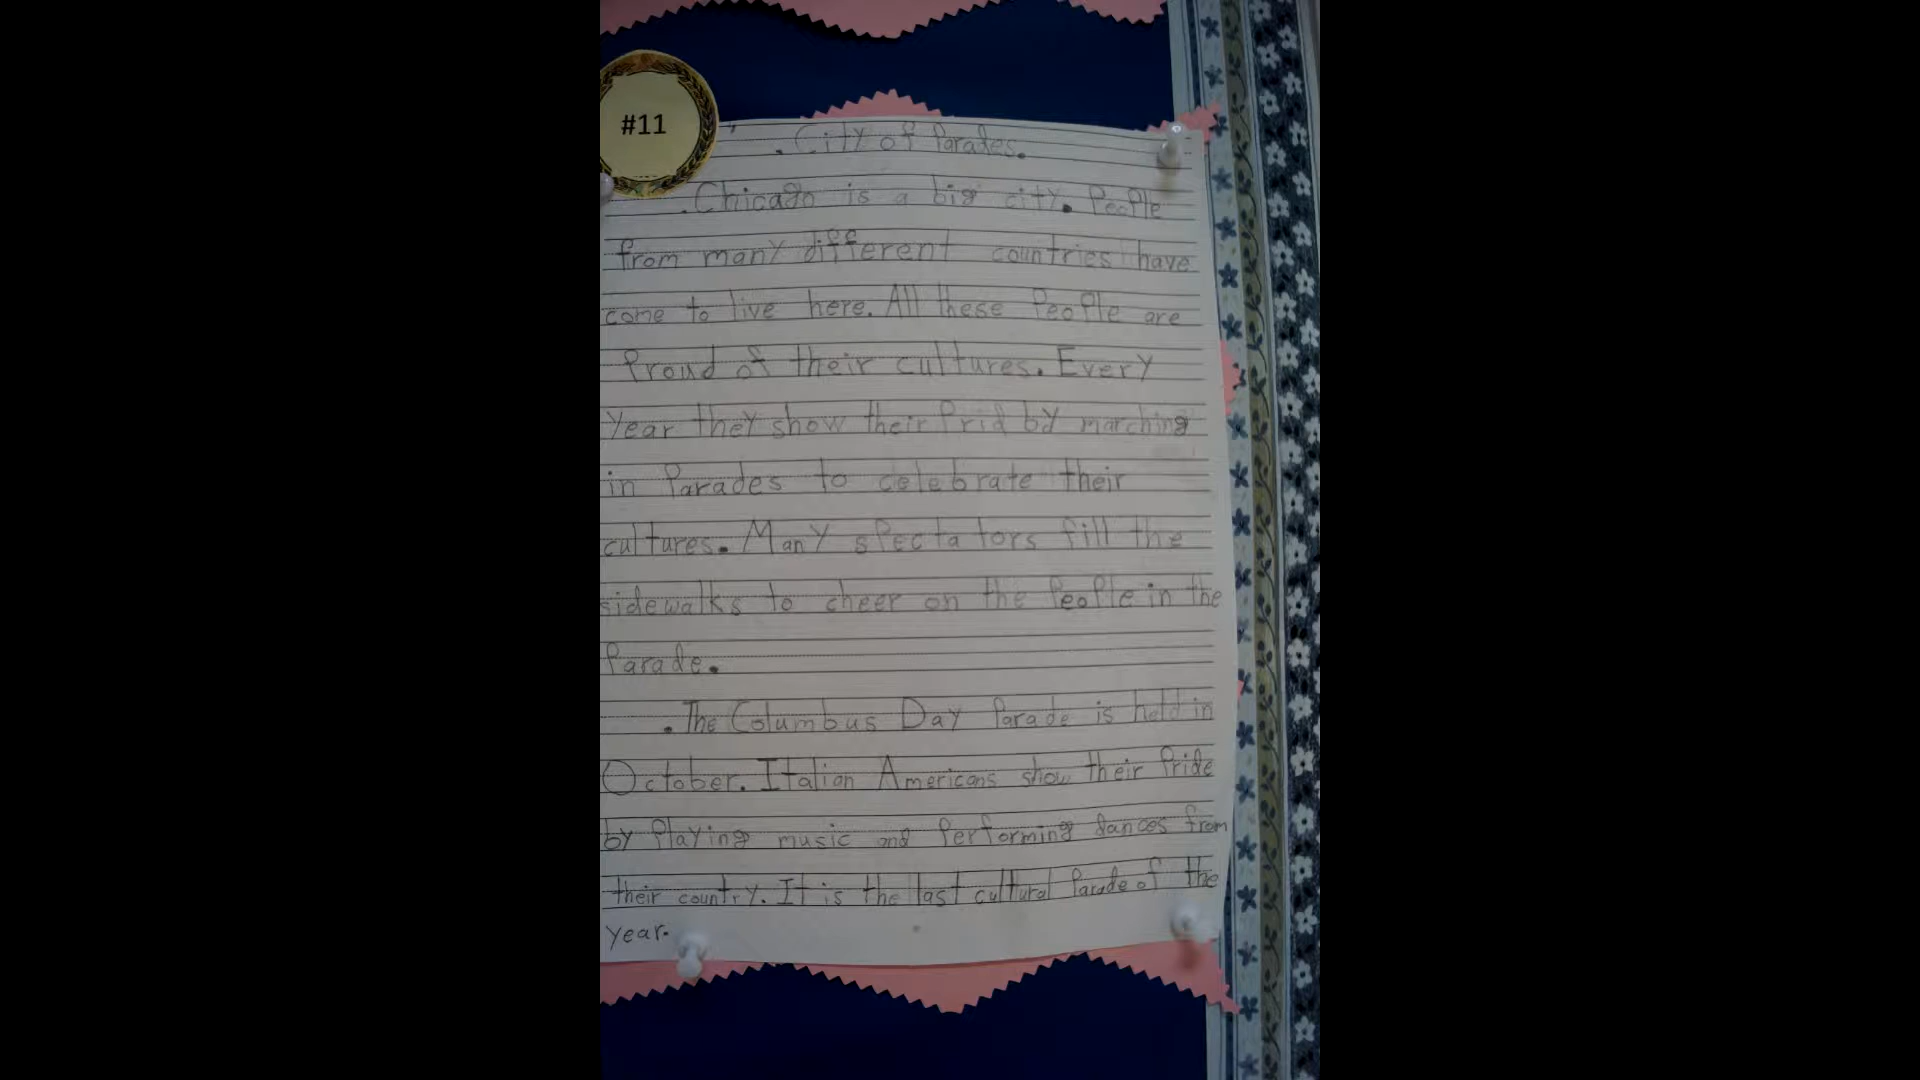 #11
. City of Parades.
. Chicago is a big city. People
from many different countries have
come to live here. All these People are
Proud of their cultures. Every
Year they show their Prid by marching
in Parades to celebrate their
cultures. Many spectators fill the
sidewalks to cheer on the People in the
Parade.
. The Columbus Day Parade is held in
October. Italian Americans show their Pride
by Playing music and Performing dances from
their country. It is the last cultural Parade of the
year.